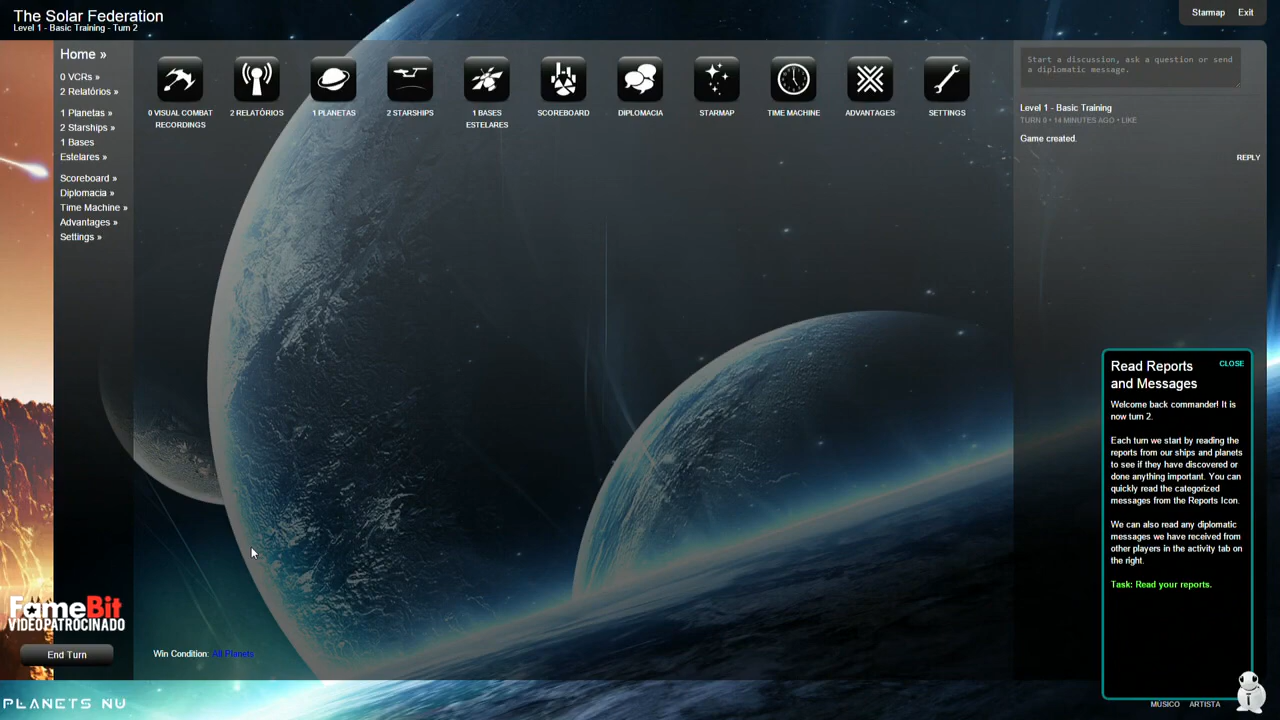 The Solar Federation
Level 1 - Basic Training - Turn 2
Starmap
Exit
Home »
0 VCRs »
2 Relatórios »
1 Planetas »
2 Starships »
1 Bases
Estelares »
Scoreboard »
Diplomacia »
Time Machine »
Advantages »
Settings »
0 VISUAL COMBAT
RECORDINGS
2 RELATÓRIOS
1 PLANETAS
2 STARSHIPS
1 BASES
ESTELARES
SCOREBOARD
DIPLOMACIA
STARMAP
TIME MACHINE
ADVANTAGES
SETTINGS
Start a discussion, ask a question or send
a diplomatic message.
Level 1 - Basic Training
TURN 0 • 14 MINUTES AGO • LIKE
Game created.
REPLY
Read Reports
and Messages
CLOSE
Welcome back commander! It is
now turn 2.
Each turn we start by reading the
reports from our ships and planets
to see if they have discovered or
done anything important. You can
quickly read the categorized
messages from the Reports Icon.
We can also read any diplomatic
messages we have received from
other players in the activity tab on
the right.
Task: Read your reports.
FameBit
VIDEOPATROCINADO
End Turn
Win Condition: All Planets
PLANETS NU
MÚSICO
ARTISTA